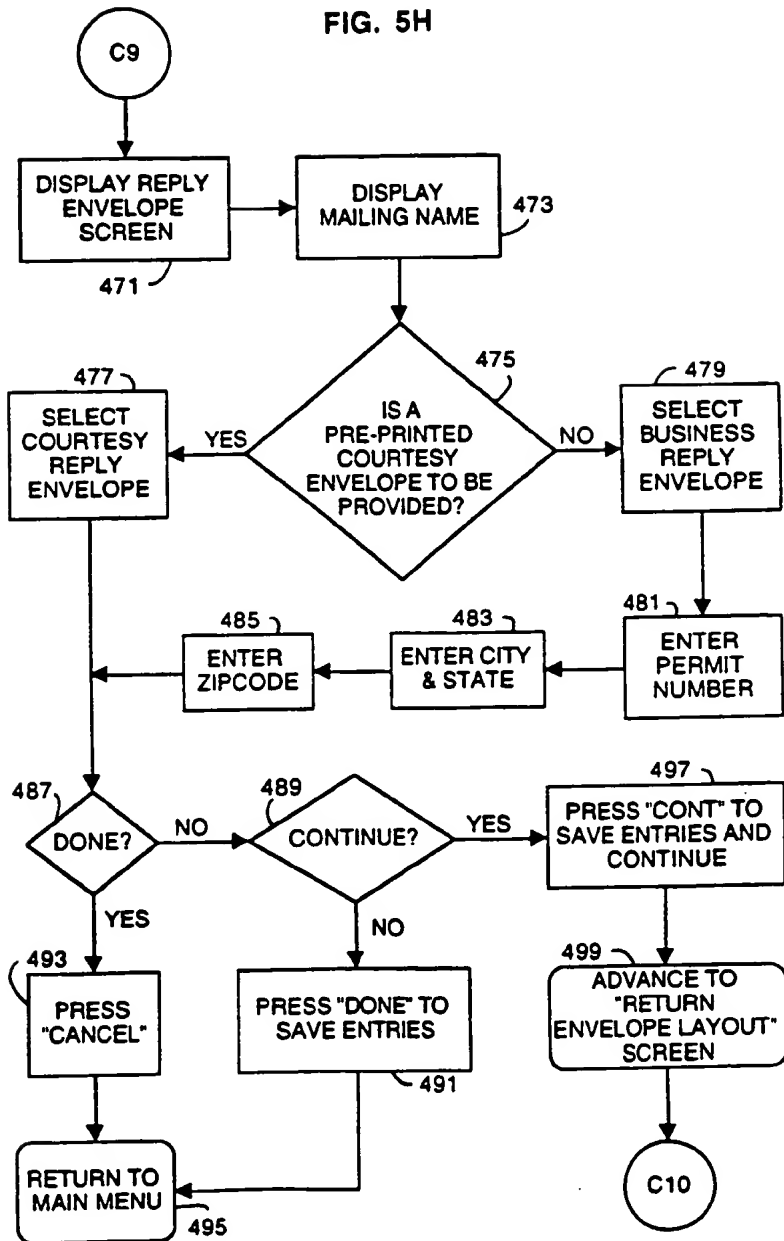 FIG. 5H
C9
DISPLAY REPLY
ENVELOPE
SCREEN
471
DISPLAY
MAILING NAME
473
475
IS A
PRE-PRINTED
COURTESY
ENVELOPE TO BE
PROVIDED?
YES
NO
477
SELECT
COURTESY
REPLY
ENVELOPE
479
SELECT
BUSINESS
REPLY
ENVELOPE
481
ENTER
PERMIT
NUMBER
483
ENTER CITY
& STATE
485
ENTER
ZIPCODE
487
DONE?
NO
YES
489
CONTINUE?
YES
NO
497
PRESS "CONT" TO
SAVE ENTRIES AND
CONTINUE
493
PRESS
"CANCEL"
PRESS "DONE" TO
SAVE ENTRIES
491
499
ADVANCE TO
"RETURN
ENVELOPE LAYOUT"
SCREEN
RETURN TO
MAIN MENU
495
C10